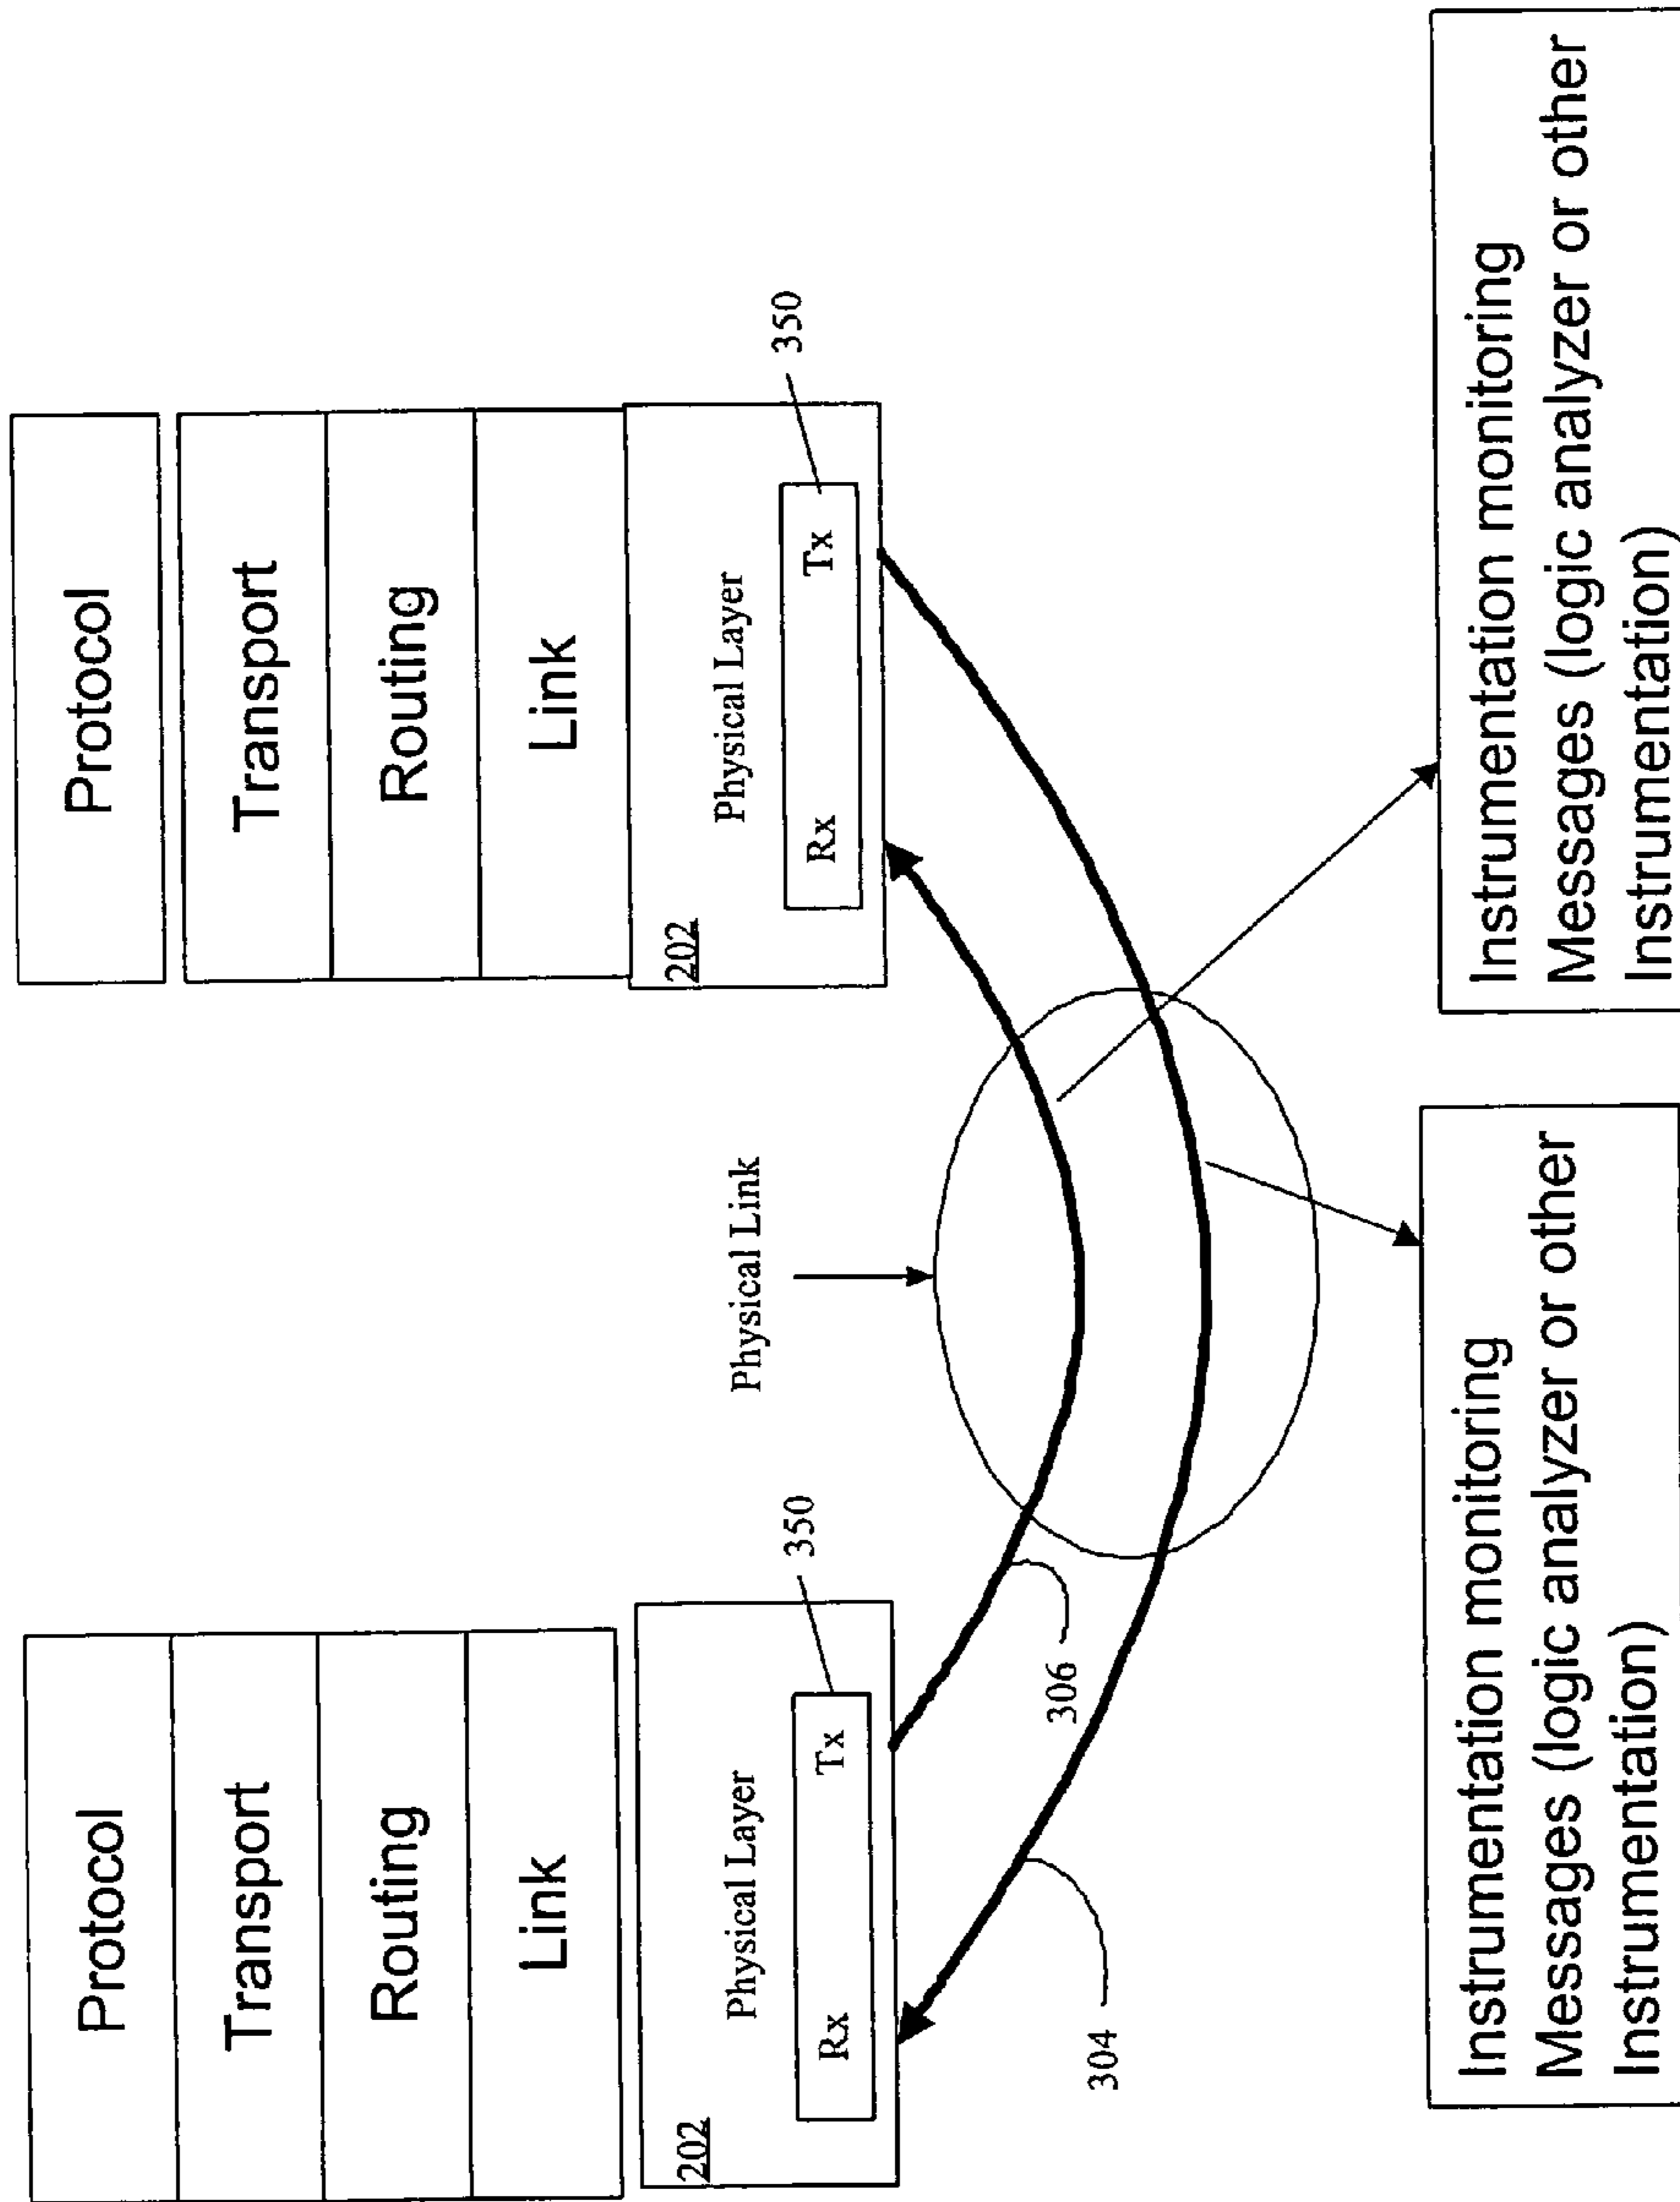 Protocol
Transport
Routing
Link
Physical Layer
Rx
Tx
202
350
Protocol
Transport
Routing
Link
Physical Layer
Rx
Tx
202
350
Physical Link
306
304
Instrumentation monitoring
Messages (logic analyzer or other
Instrumentation)
Instrumentation monitoring
Messages (logic analyzer or other
Instrumentation)